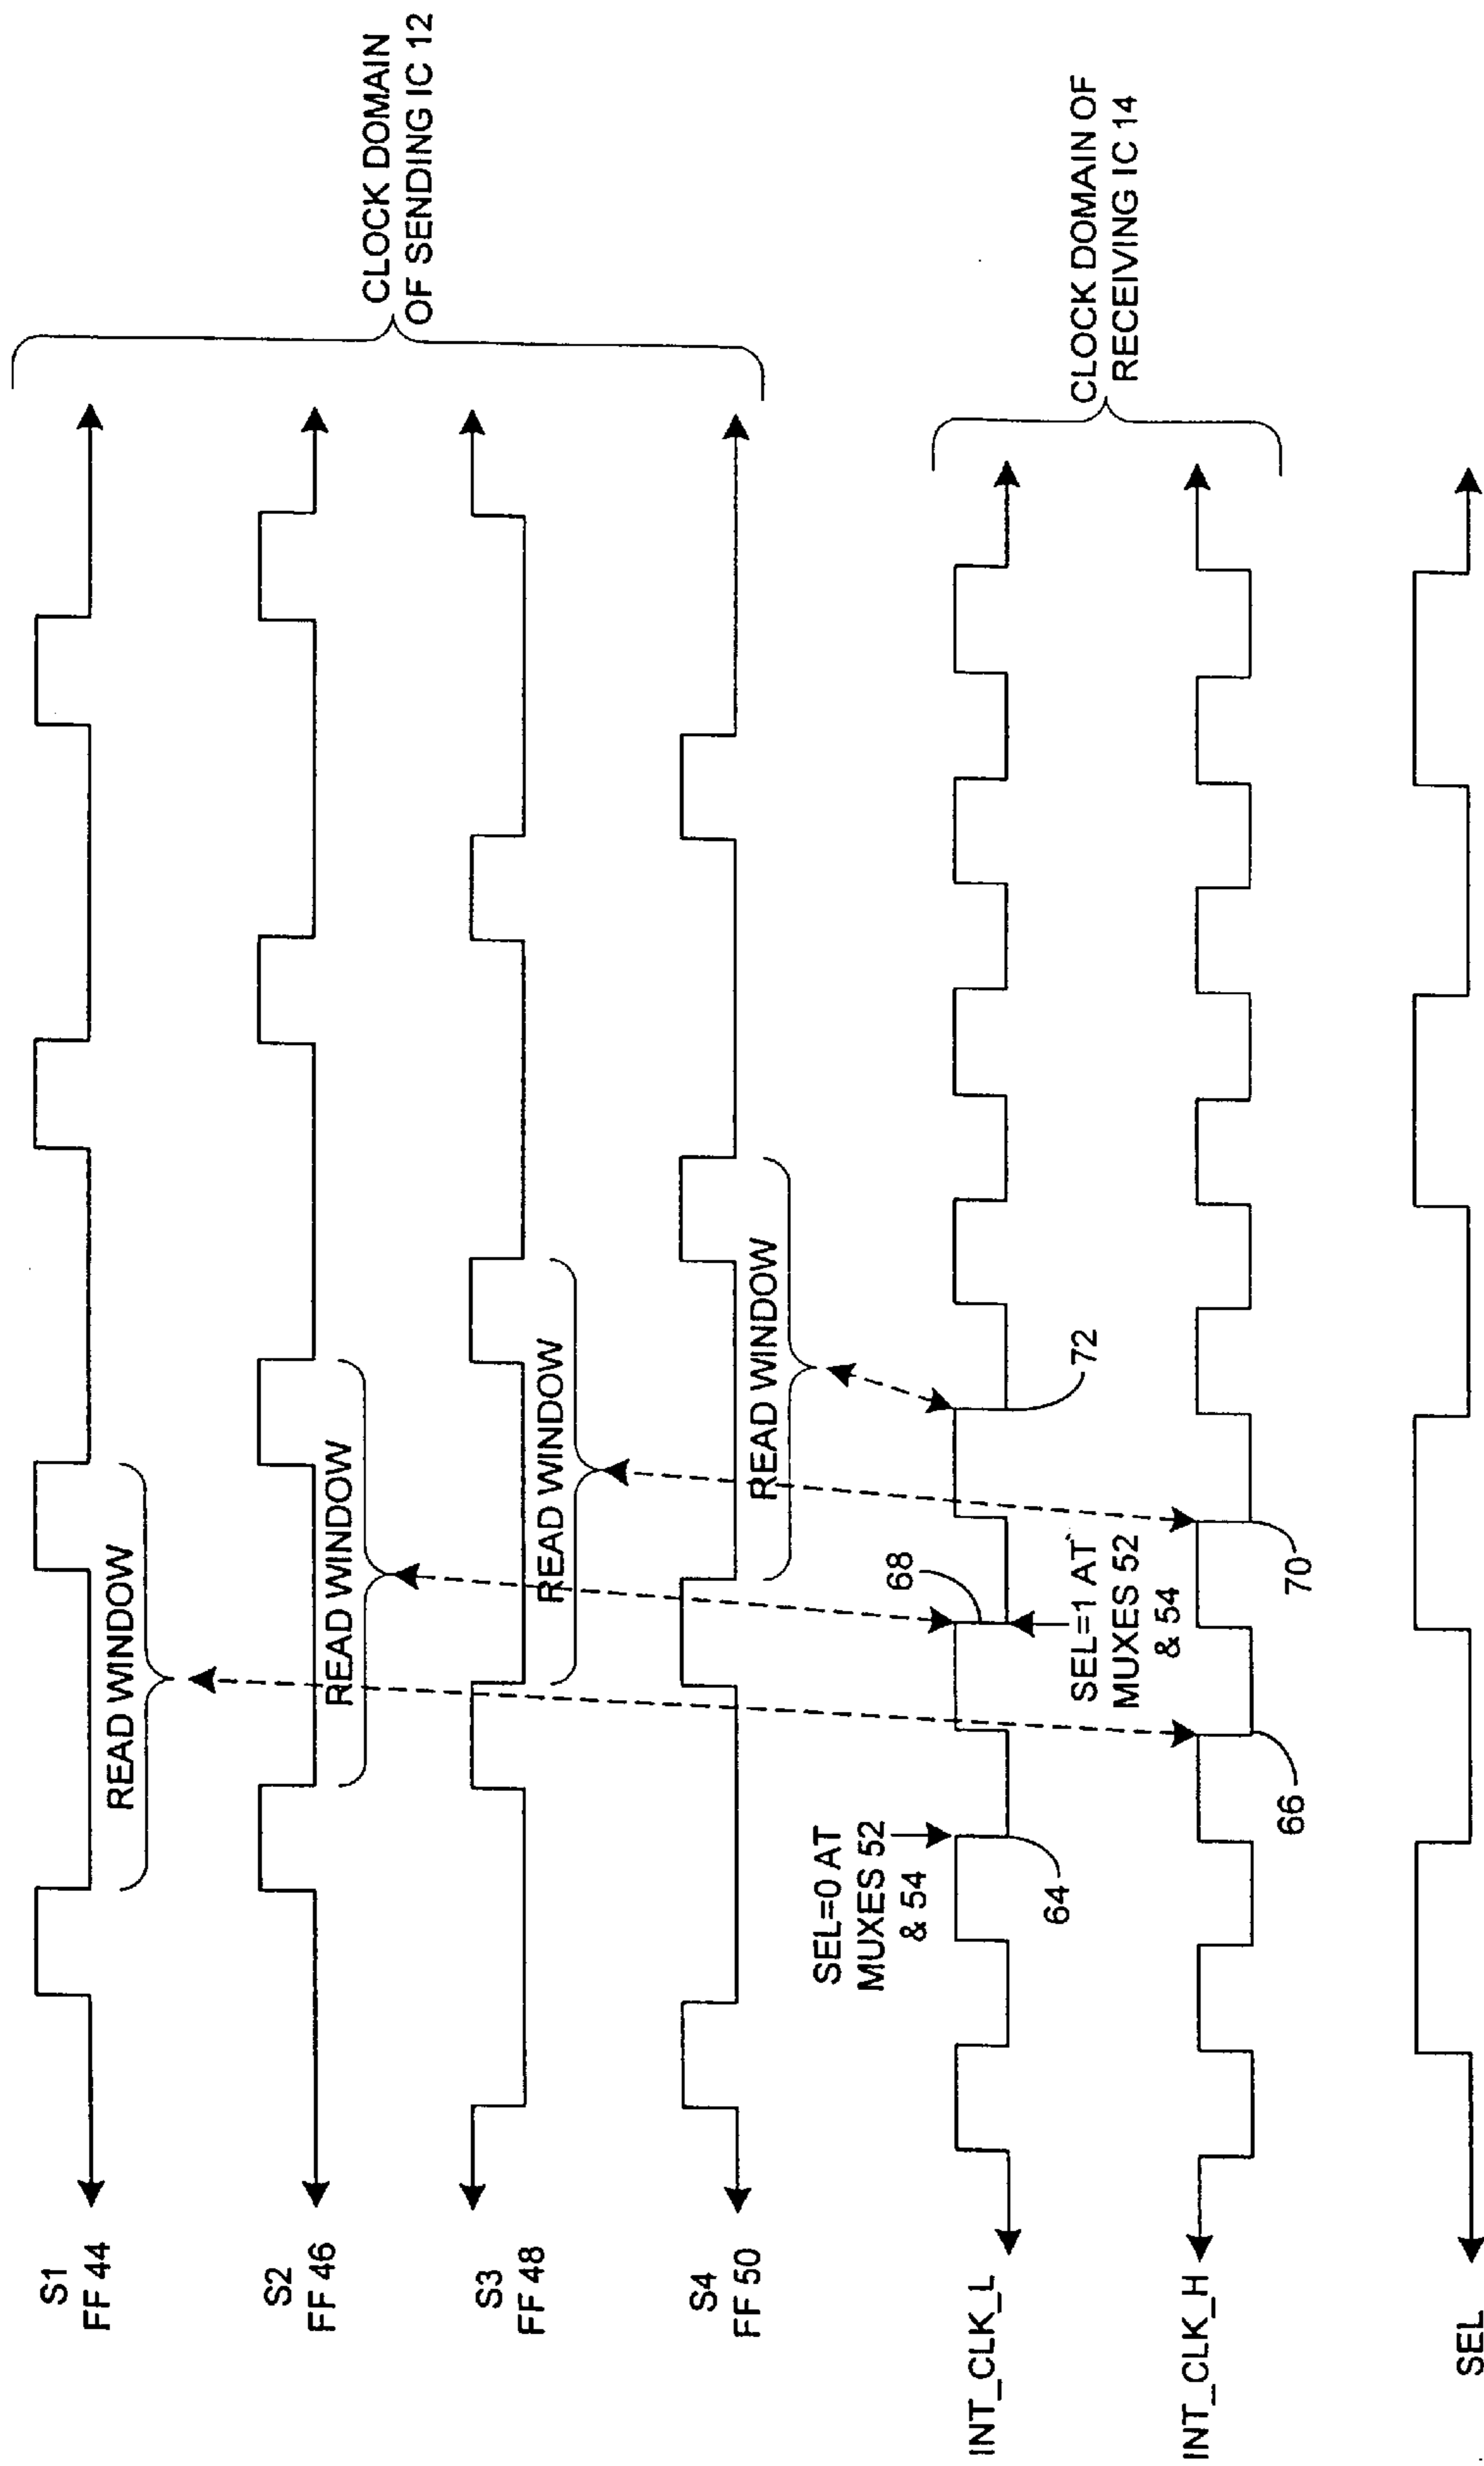 S1
FF 44
READ WINDOW
S2
FF 46
READ WINDOW
S3
FF 48
READ WINDOW
S4
FF 50
READ WINDOW
CLOCK DOMAIN
OF SENDING IC 12
SEL=0 AT
MUXES 52
& 54
INT_CLK_L
64
68
72
SEL=1 AT
MUXES 52
& 54
CLOCK DOMAIN OF
RECEIVING IC 14
INT_CLK_H
66
70
SEL